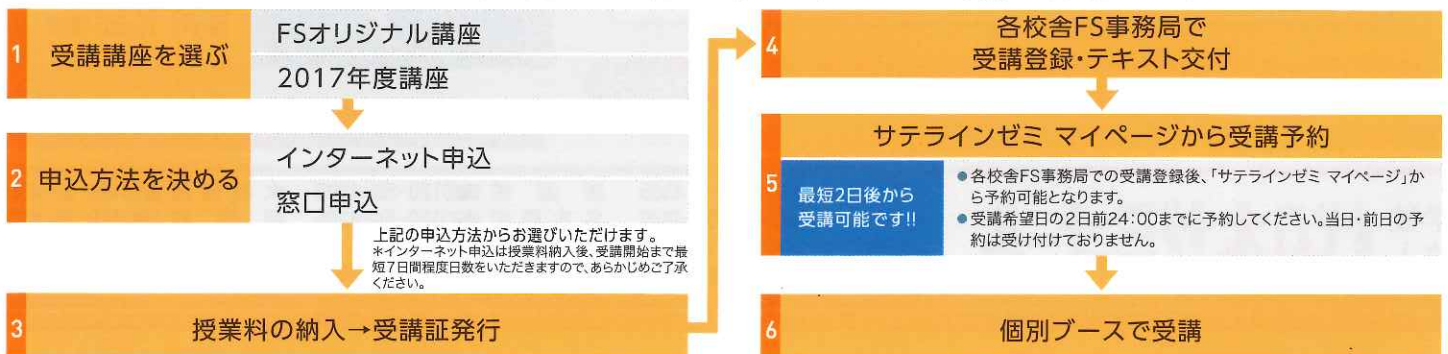 1 受講講座を選ぶ
FSオリジナル講座
2017年度講座
2 申込方法を決める
インターネット申込
窓口申込
上記の申込方法からお選びいただけます。
*インターネット申込は授業料納入後、受講開始まで最
短7日間程度日数をいただきますので、あらかじめご了承
ください。
3 授業料の納入→受講証発行
4 各校舎FS事務局で
受講登録・テキスト交付
5
サテラインゼミ マイページから受講予約
最短2日後から
受講可能です!!
●各校舎FS事務局での受講登録後、「サテラインゼミ マイページ」か
ら予約可能となります。
●受講希望日の2日前24:00までに予約してください。当日・前日の予
約は受け付けておりません。
6 個別ブースで受講